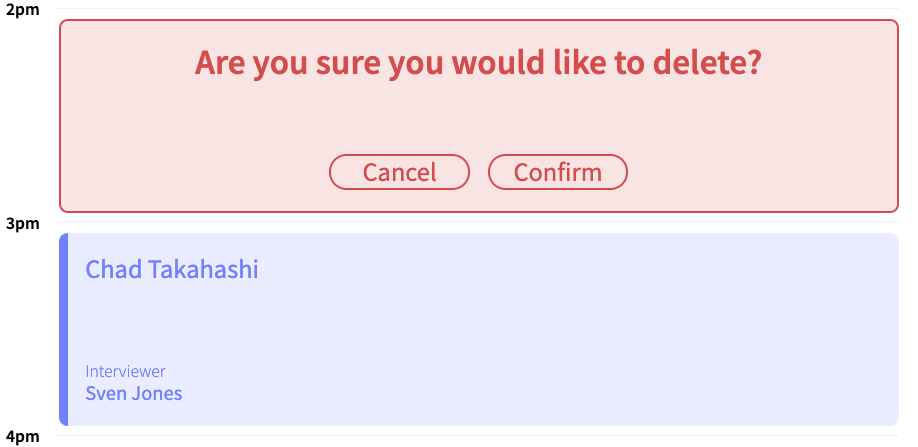 2pm
Are you sure you would like to delete?
Cancel Confirm
3pm
Chad Takahashi
Interviewer
Sven Jones
4pm